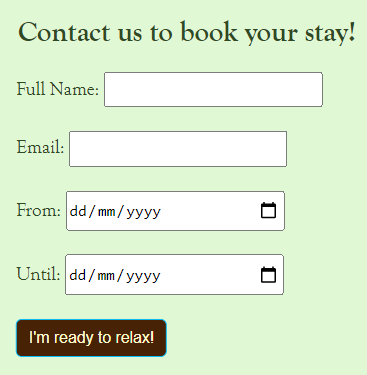 Contact us to book your stay!
Full Name:
Email:
From: dd/mm/yyyy
Until: dd/mm/yyyy
I'm ready to relax!